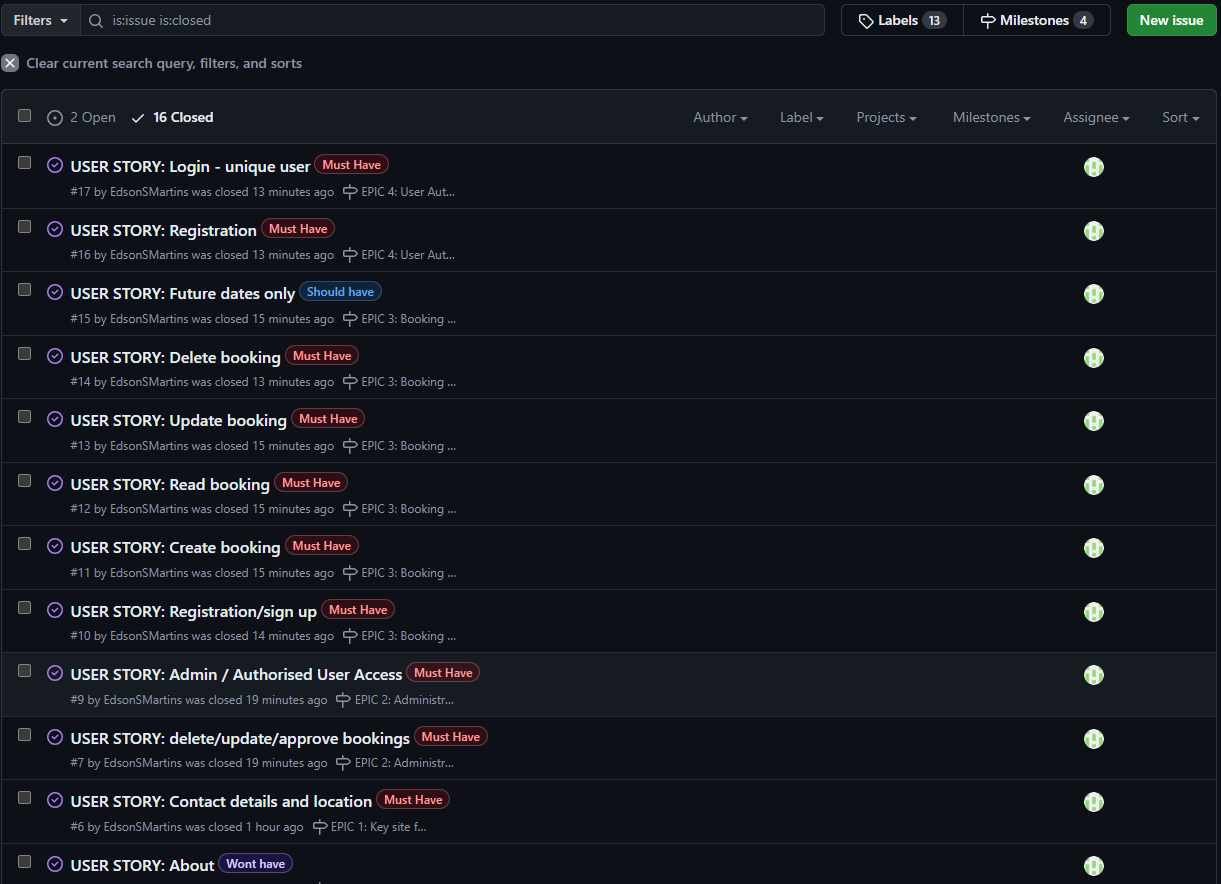 Filters is:issue is:closed Labels 13 Milestones 4 New issue
Clear current search query, filters, and sorts
2 Open 16 Closed Author Label Projects Milestones Assignee Sort
USER STORY: Login - unique user Must Have
#17 by EdsonSMartins was closed 13 minutes ago EPIC 4: User Aut...
USER STORY: Registration Must Have
#16 by EdsonSMartins was closed 13 minutes ago EPIC 4: User Aut...
USER STORY: Future dates only Should have
#15 by EdsonSMartins was closed 15 minutes ago EPIC 3: Booking ...
USER STORY: Delete booking Must Have
#14 by EdsonSMartins was closed 13 minutes ago EPIC 3: Booking ...
USER STORY: Update booking Must Have
#13 by EdsonSMartins was closed 15 minutes ago EPIC 3: Booking ...
USER STORY: Read booking Must Have
#12 by EdsonSMartins was closed 15 minutes ago EPIC 3: Booking ...
USER STORY: Create booking Must Have
#11 by EdsonSMartins was closed 15 minutes ago EPIC 3: Booking ...
USER STORY: Registration/sign up Must Have
#10 by EdsonSMartins was closed 14 minutes ago EPIC 3: Booking ...
USER STORY: Admin / Authorised User Access Must Have
#9 by EdsonSMartins was closed 19 minutes ago EPIC 2: Administr...
USER STORY: delete/update/approve bookings Must Have
#7 by EdsonSMartins was closed 19 minutes ago EPIC 2: Administr...
USER STORY: Contact details and location Must Have
#6 by EdsonSMartins was closed 1 hour ago EPIC 1: Key site f...
USER STORY: About Wont have